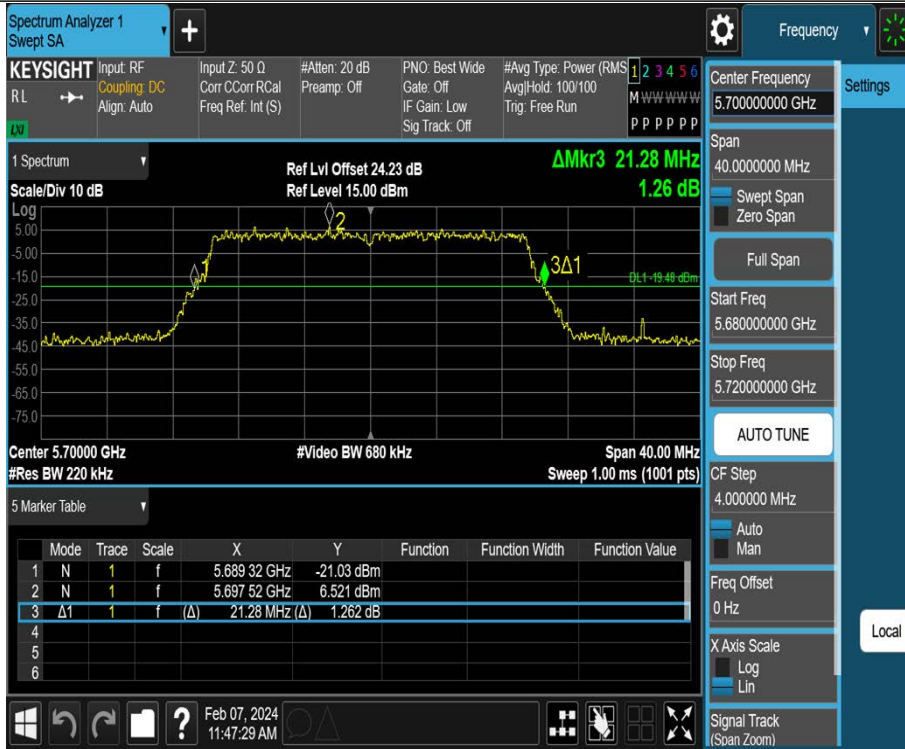 Spectrum Analyzer 1
Swept SA
+
Frequency
KEYSIGHT
RL
LXI
Input: RF
Coupling: DC
Align: Auto
Input Z: 50 Ω
Corr CCorr RCal
Freq Ref: Int (S)
#Atten: 20 dB
Preamp: Off
PNO: Best Wide
Gate: Off
IF Gain: Low
Sig Track: Off
#Avg Type: Power (RMS
Avg|Hold: 100/100
Trig: Free Run
1 2 3 4 5 6
M W W W W W
P P P P P P
1 Spectrum
Scale/Div 10 dB
Ref Lvl Offset 24.23 dB
Ref Level 15.00 dBm
ΔMkr3 21.28 MHz
1.26 dB
Log
5.00
-5.00
-15.0
-25.0
-35.0
-45.0
-55.0
-65.0
-75.0
1
2
3Δ1
DL1 -19.48 dBm
Center 5.70000 GHz
#Res BW 220 kHz
#Video BW 680 kHz
Span 40.00 MHz
Sweep 1.00 ms (1001 pts)
5 Marker Table
Mode Trace Scale X Y Function Function Width Function Value
1 N 1 f 5.689 32 GHz -21.03 dBm
2 N 1 f 5.697 52 GHz 6.521 dBm
3 Δ1 1 f (Δ) 21.28 MHz (Δ) 1.262 dB
4
5
6
?
Feb 07, 2024
11:47:29 AM
Center Frequency
5.700000000 GHz
Span
40.0000000 MHz
Swept Span
Zero Span
Full Span
Start Freq
5.680000000 GHz
Stop Freq
5.720000000 GHz
AUTO TUNE
CF Step
4.000000 MHz
Auto
Man
Freq Offset
0 Hz
X Axis Scale
Log
Lin
Signal Track
(Span Zoom)
Settings
Local